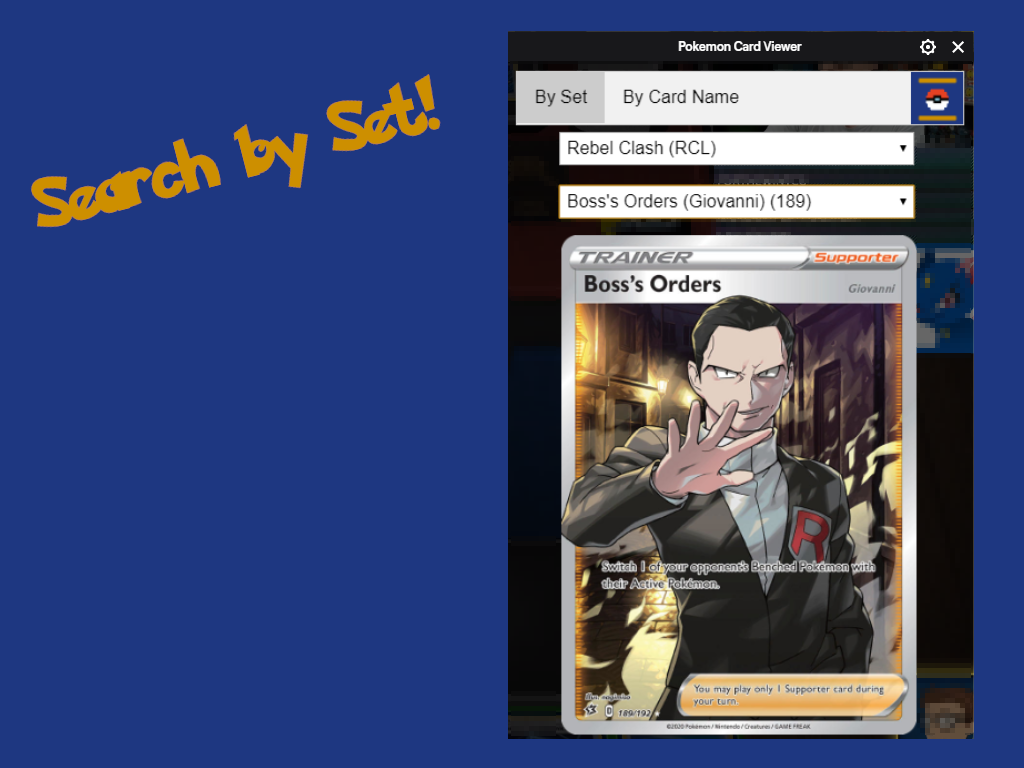 Search by Set!
Pokemon Card Viewer
By Set
By Card Name
Rebel Clash (RCL)
Boss's Orders (Giovanni) (189)
TRAINER
Supporter
Boss's Orders
Giovanni
R
Switch 1 of your opponent's Benched Pokémon with
their Active Pokémon.
You may play only 1 Supporter card during
your turn.
D
189/192
©2020 Pokémon / Nintendo / Creatures / GAME FREAK